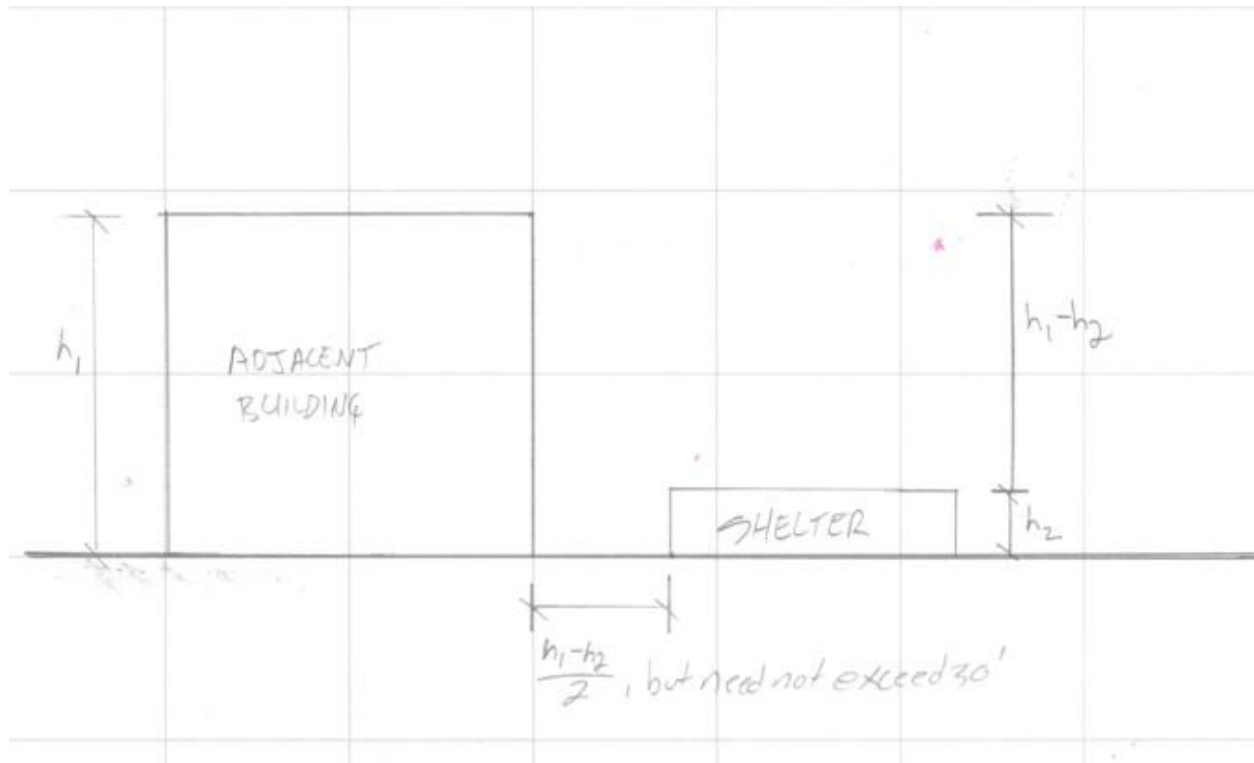 h₁
ADJACENT
BUILDING
h₁-h₂
SHELTER
h₂
h₁-h₂
2
, but need not exceed 30'